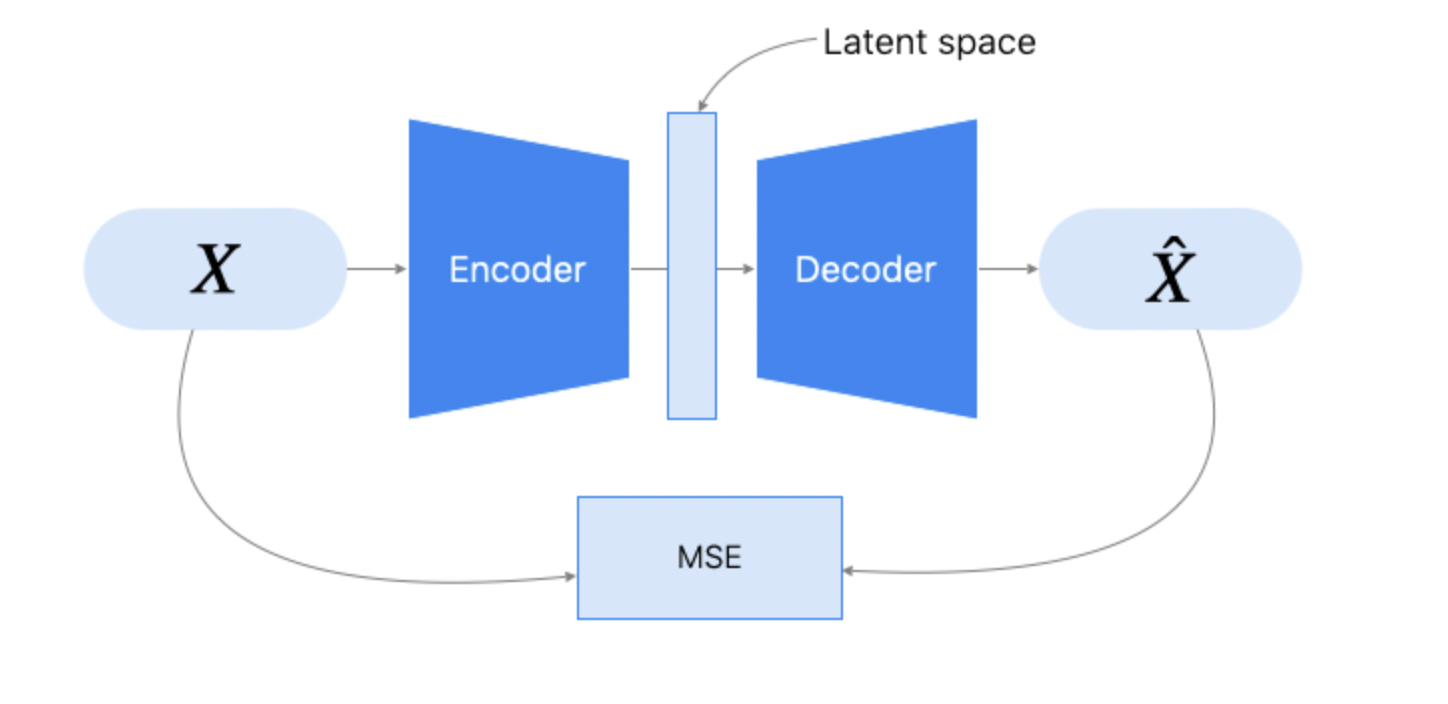 Latent space
X
Encoder
Decoder
X̂
MSE